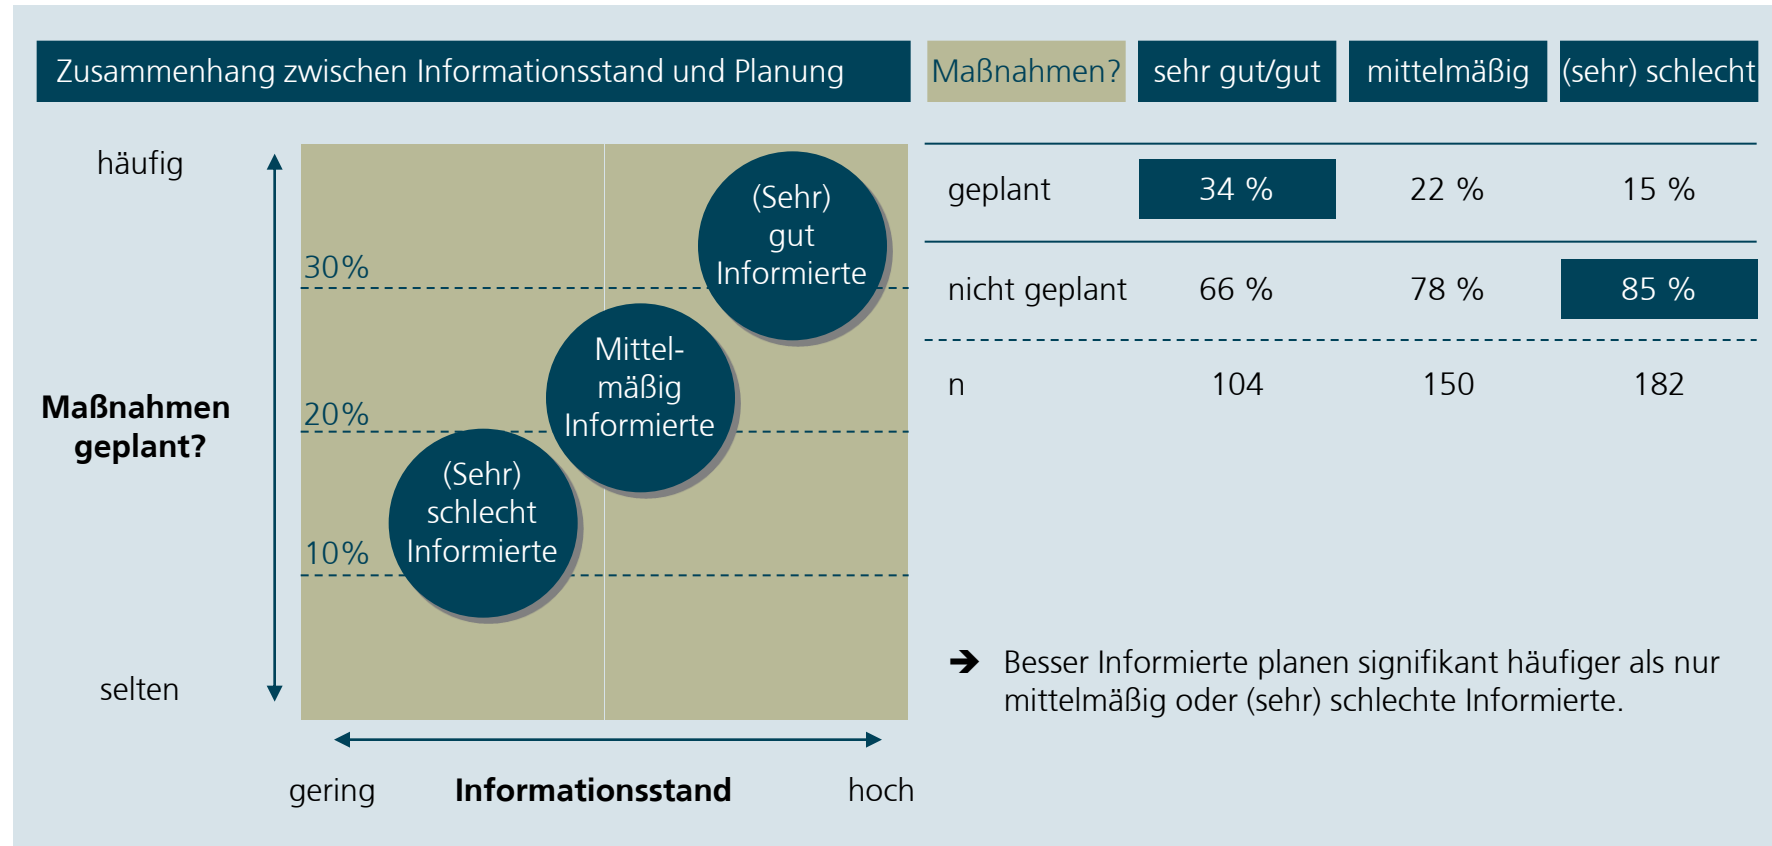 Zusammenhang zwischen Informationsstand und Planung
häufig
Maßnahmen
geplant?
selten
30%
20%
10%
(Sehr)
gut
Informierte
Mittel-
mäßig
Informierte
(Sehr)
schlecht
Informierte
gering Informationsstand hoch
Maßnahmen? sehr gut/gut mittelmäßig (sehr) schlecht
geplant 34 % 22 % 15 %
nicht geplant 66 % 78 % 85 %
n 104 150 182
➔ Besser Informierte planen signifikant häufiger als nur
mittelmäßig oder (sehr) schlechte Informierte.